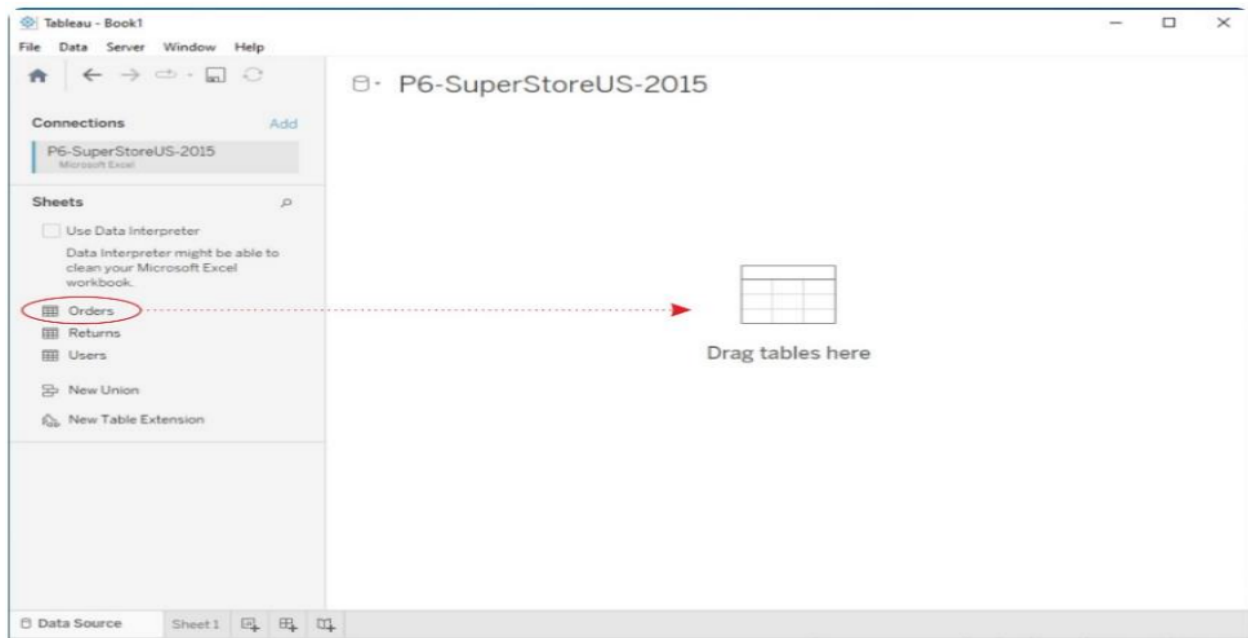 Tableau - Book1
File Data Server Window Help
P6-SuperStoreUS-2015
Connections Add
P6-SuperStoreUS-2015
Microsoft Excel
Sheets
Use Data Interpreter
Data Interpreter might be able to
clean your Microsoft Excel
workbook.
Orders
Returns
Users
New Union
New Table Extension
Drag tables here
Data Source Sheet 1